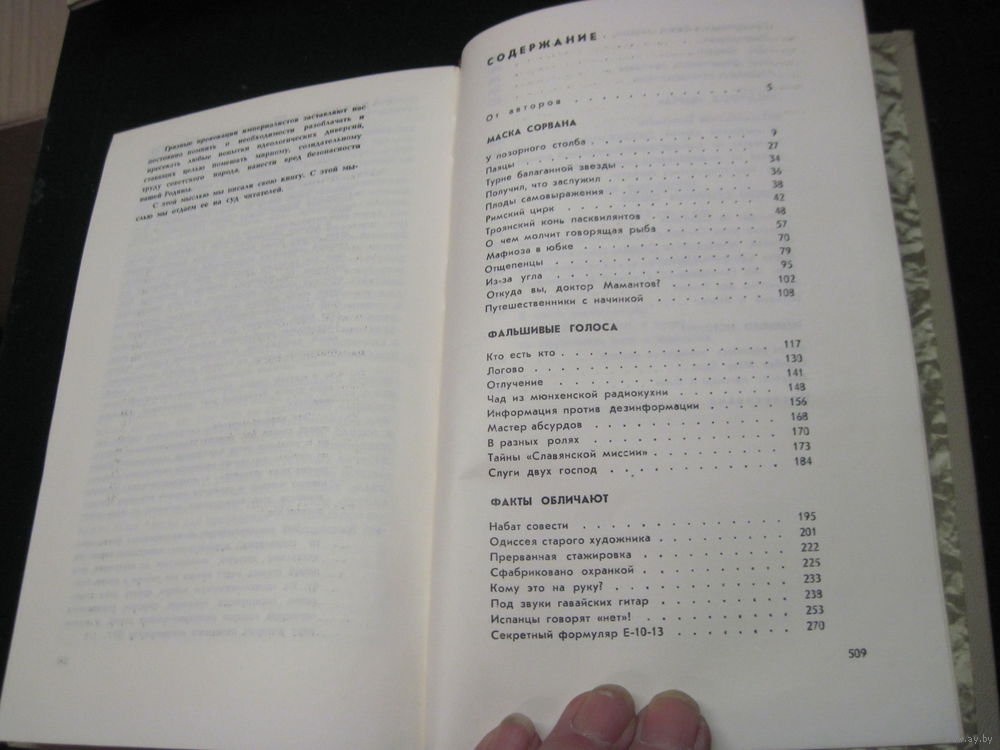 Грязные провокации империалистов заставляют нас
постоянно помнить о необходимости разоблачать и
пресекать любые попытки идеологических диверсий,
ставящих целью помешать мирному, созидательному
труду советского народа, нанести вред безопасности
нашей Родины.
С этой мыслью мы писали свою книгу. С этой мы-
слью мы отдаем ее на суд читателей.
СОДЕРЖАНИЕ
От авторов . . . . . . . . . . . . 5
МАСКА СОРВАНА
У позорного столба . . . . . . . . . . 9
Паяцы . . . . . . . . . . . . . 27
Турне балаганной звезды . . . . . . . . 34
Получил, что заслужил . . . . . . . . . 36
Плоды самовыражения . . . . . . . . . 38
Римский цирк . . . . . . . . . . . 42
Троянский конь пасквилянтов . . . . . . . 48
О чем молчит говорящая рыба . . . . . . . 57
Мафиоза в юбке . . . . . . . . . . . 70
Отщепенцы . . . . . . . . . . . . 79
Из-за угла . . . . . . . . . . . . 95
Откуда вы, доктор Мамантов? . . . . . . . 102
Путешественники с начинкой . . . . . . . 108
ФАЛЬШИВЫЕ ГОЛОСА
Кто есть кто . . . . . . . . . . . . 117
Логово . . . . . . . . . . . . . 130
Отлучение . . . . . . . . . . . . 141
Чад из мюнхенской радиокухни . . . . . . . 148
Информация против дезинформации . . . . . 156
Мастер абсурдов . . . . . . . . . . 168
В разных ролях . . . . . . . . . . . 170
Тайны «Славянской миссии» . . . . . . . . 173
Слуги двух господ . . . . . . . . . . 184
ФАКТЫ ОБЛИЧАЮТ
Набат совести . . . . . . . . . . . 195
Одиссея старого художника . . . . . . . . 201
Прерванная стажировка . . . . . . . . . 222
Сфабриковано охранкой . . . . . . . . . 225
Кому это на руку? . . . . . . . . . . 233
Под звуки гавайских гитар . . . . . . . . 238
Испанцы говорят «нет»! . . . . . . . . . 253
Секретный формуляр Е-10-13 . . . . . . . 270
509